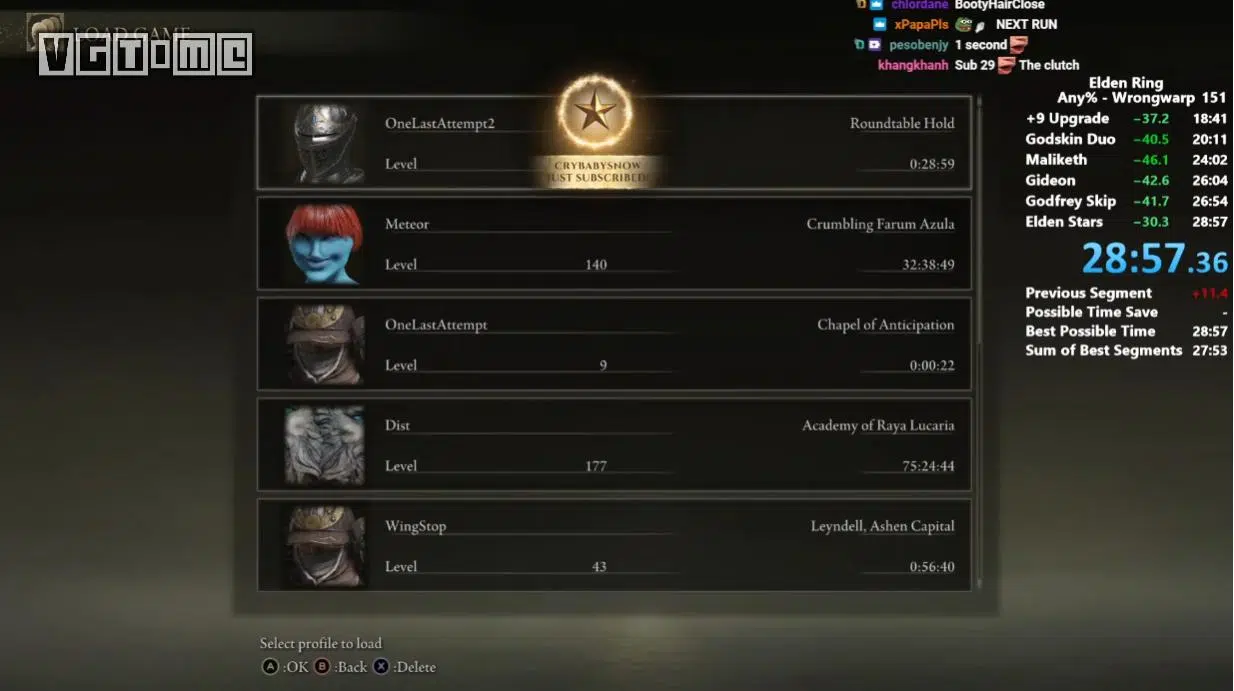 LOAD GAME
VGTIME
chlordane BootyHairClose
xPapaPls NEXT RUN
pesobenjy 1 second
khangkhanh Sub 29 The clutch
OneLastAttempt2
Roundtable Hold
Level
0:28:59
CRYBABYSNOW
JUST SUBSCRIBED!
Meteor
Crumbling Farum Azula
Level 140
32:38:49
OneLastAttempt
Chapel of Anticipation
Level 9
0:00:22
Dist
Academy of Raya Lucaria
Level 177
75:24:44
WingStop
Leyndell, Ashen Capital
Level 43
0:56:40
Select profile to load
A :OK B :Back X :Delete
Elden Ring
Any% - Wrongwarp 151
+9 Upgrade -37.2 18:41
Godskin Duo -40.5 20:11
Maliketh -46.1 24:02
Gideon -42.6 26:04
Godfrey Skip -41.7 26:54
Elden Stars -30.3 28:57
28:57.36
Previous Segment +11.4
Possible Time Save -
Best Possible Time 28:57
Sum of Best Segments 27:53